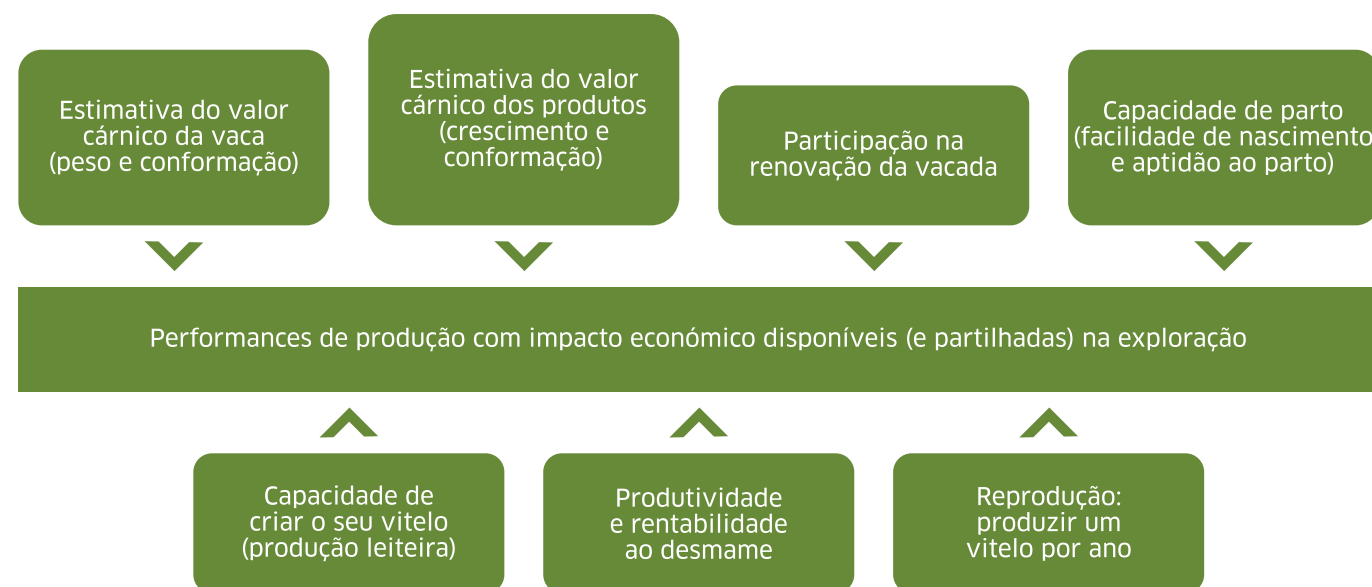 Estimativa do valor
cárnico da vaca
(peso e conformação)
Estimativa do valor
cárnico dos produtos
(crescimento e
conformação)
Participação na
renovação da vacada
Capacidade de parto
(facilidade de nascimento
e aptidão ao parto)
Performances de produção com impacto económico disponíveis (e partilhadas) na exploração
Capacidade de
criar o seu vitelo
(produção leiteira)
Produtividade
e rentabilidade
ao desmame
Reprodução:
produzir um
vitelo por ano